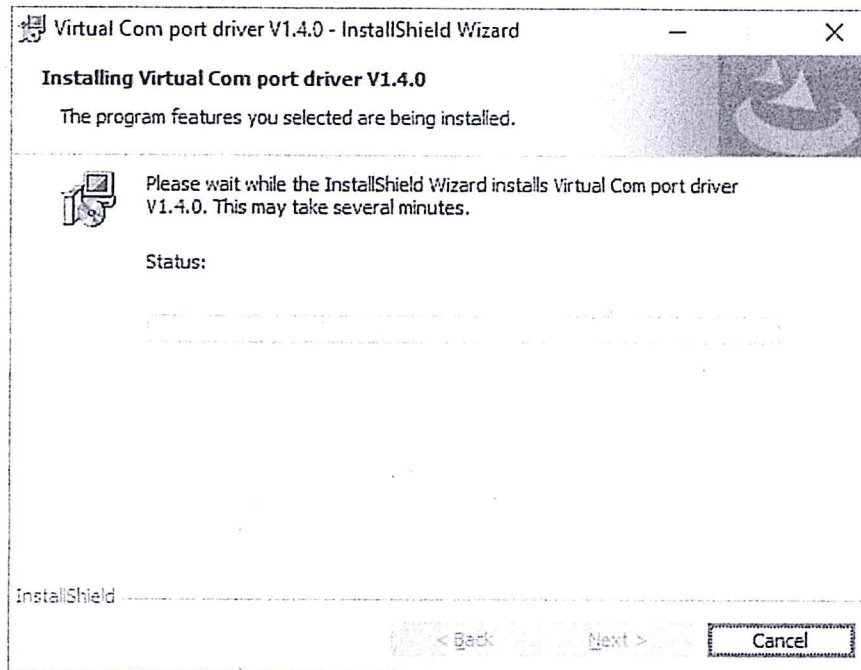 Virtual Com port driver V1.4.0 - InstallShield Wizard
Installing Virtual Com port driver V1.4.0
The program features you selected are being installed.
Please wait while the InstallShield Wizard installs Virtual Com port driver
V1.4.0. This may take several minutes.
Status:
InstallShield
< Back Next > Cancel